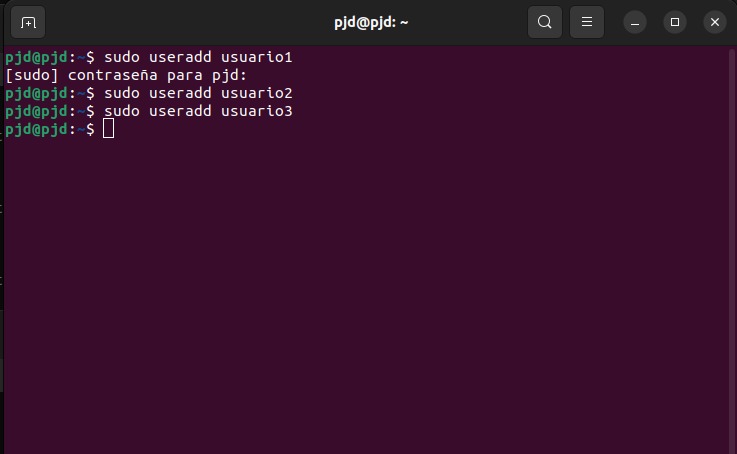 pjd@pjd: ~
pjd@pjd:~$ sudo useradd usuario1
[sudo] contraseña para pjd:
pjd@pjd:~$ sudo useradd usuario2
pjd@pjd:~$ sudo useradd usuario3
pjd@pjd:~$